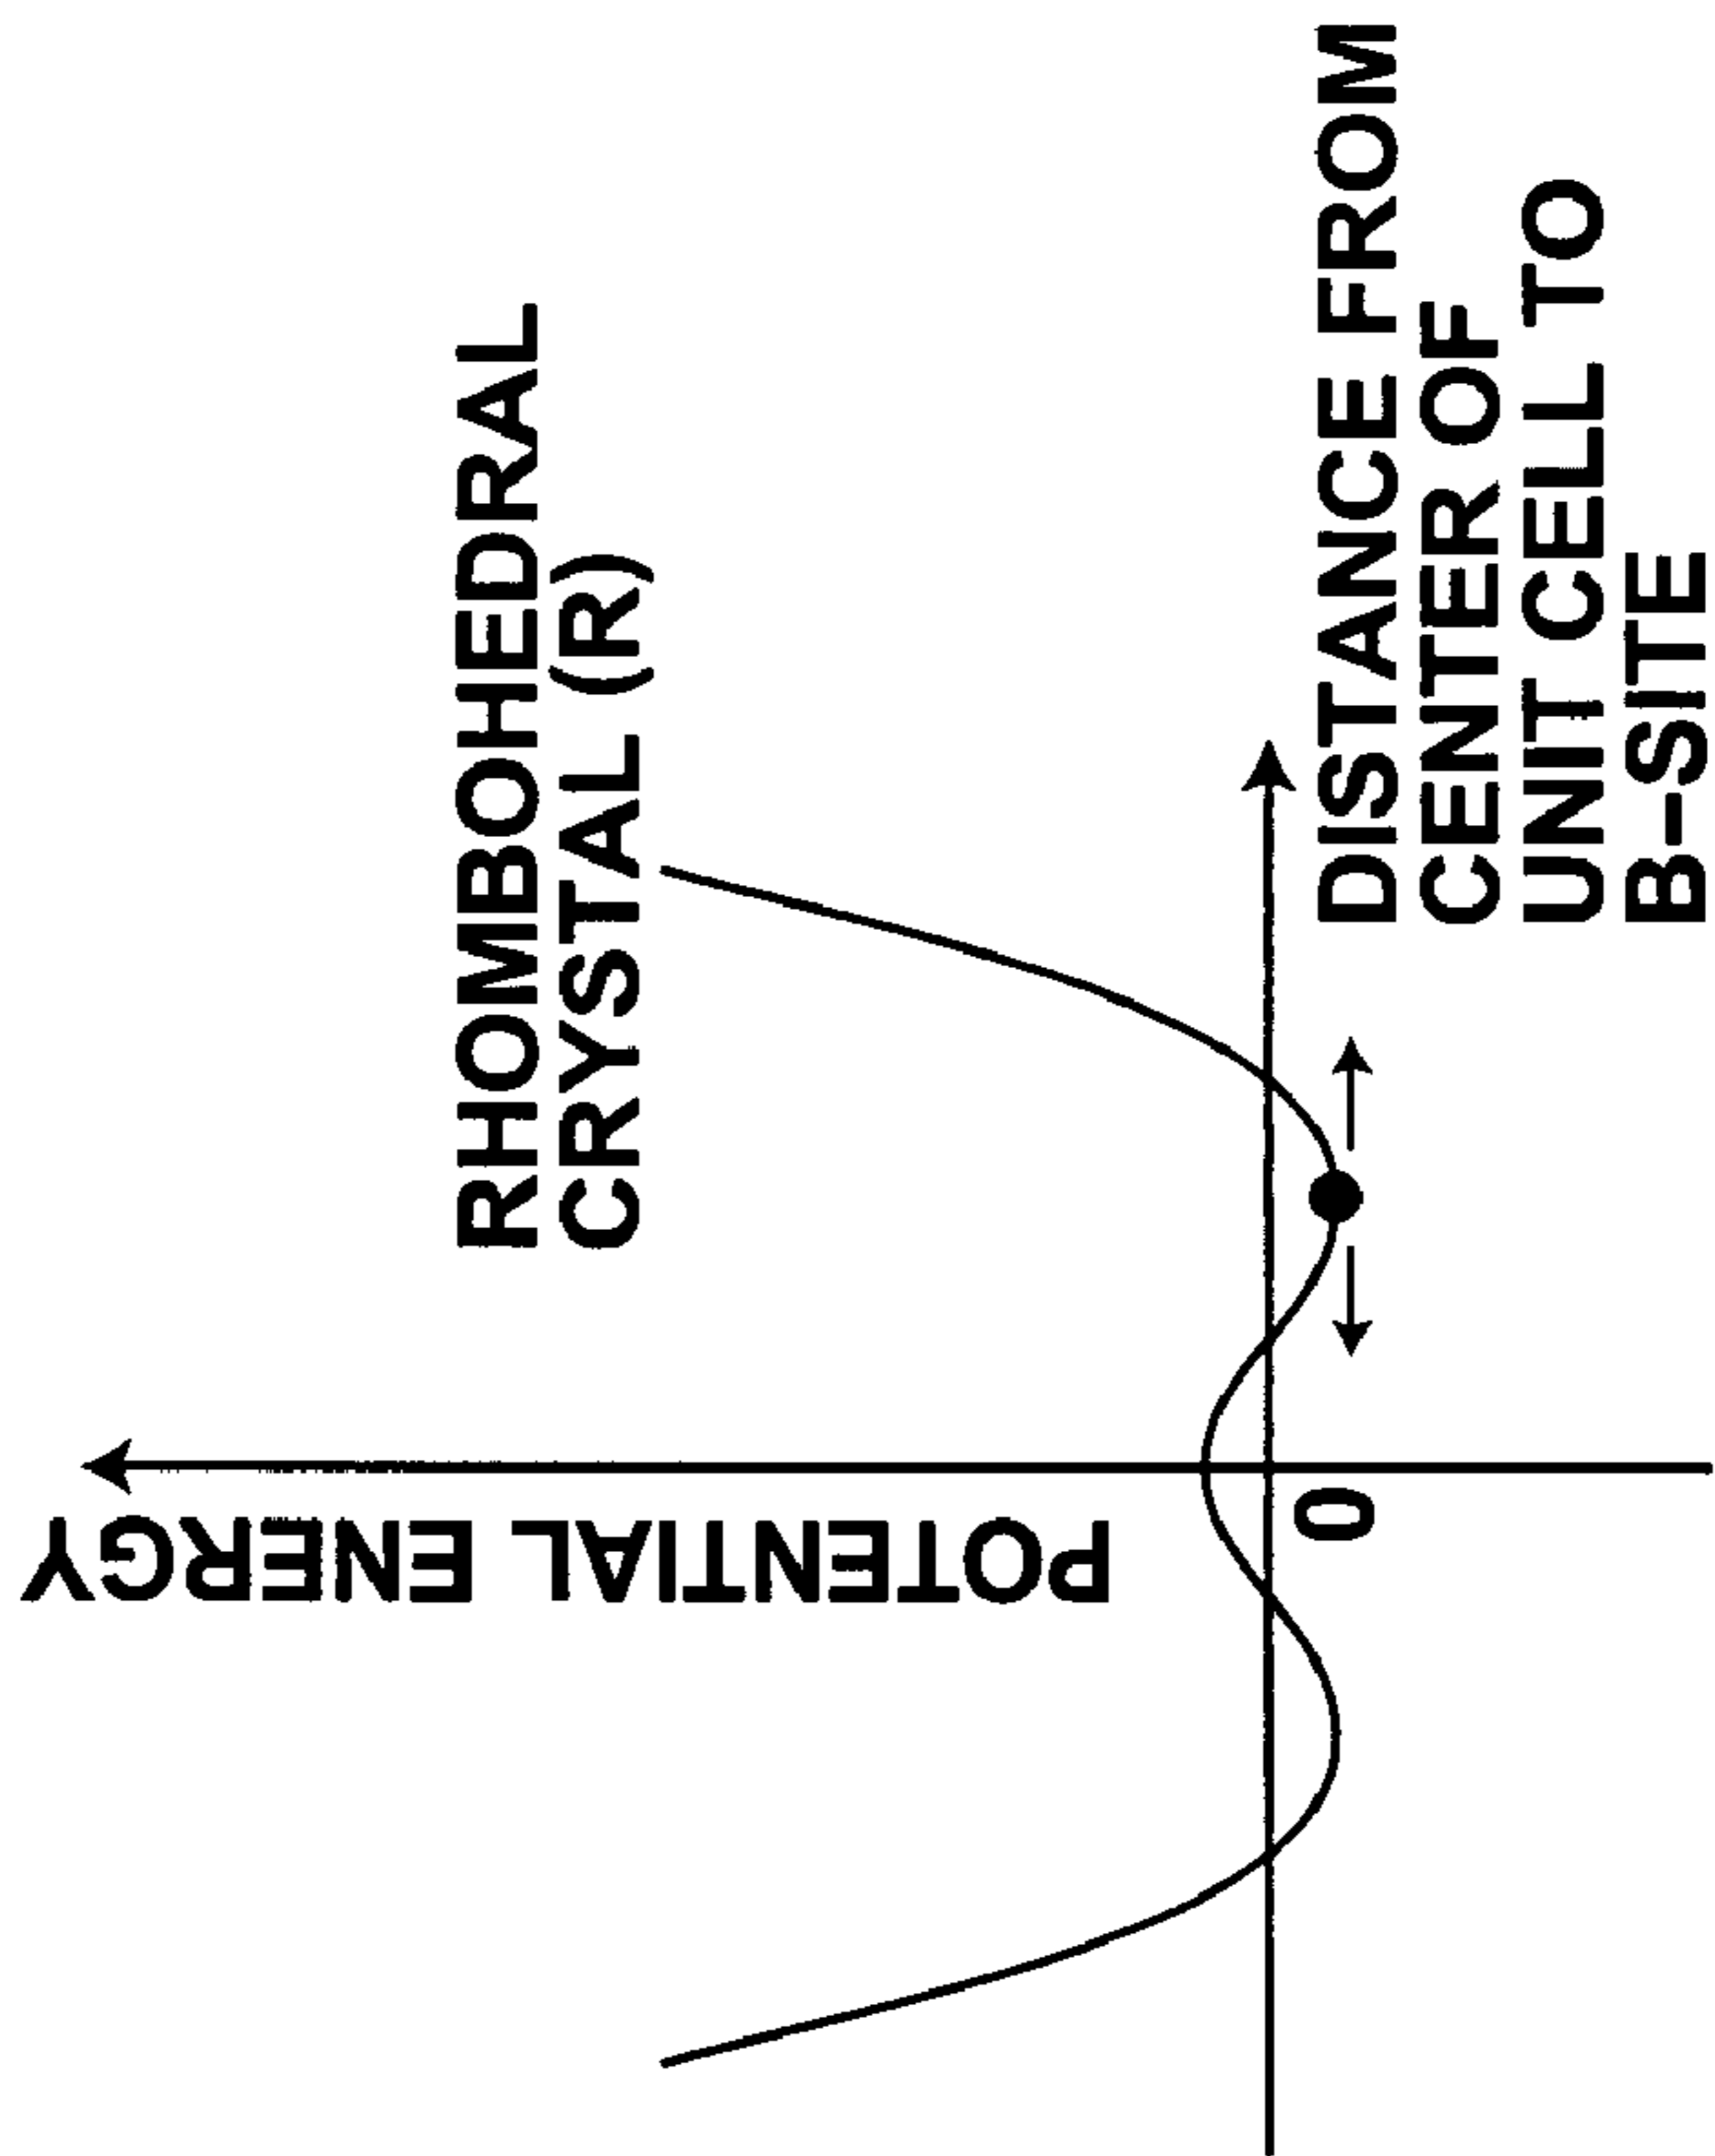 POTENTIAL ENERGY
RHOMBOHEDRAL
CRYSTAL (R)
0
DISTANCE FROM
CENTER OF
UNIT CELL TO
B-SITE